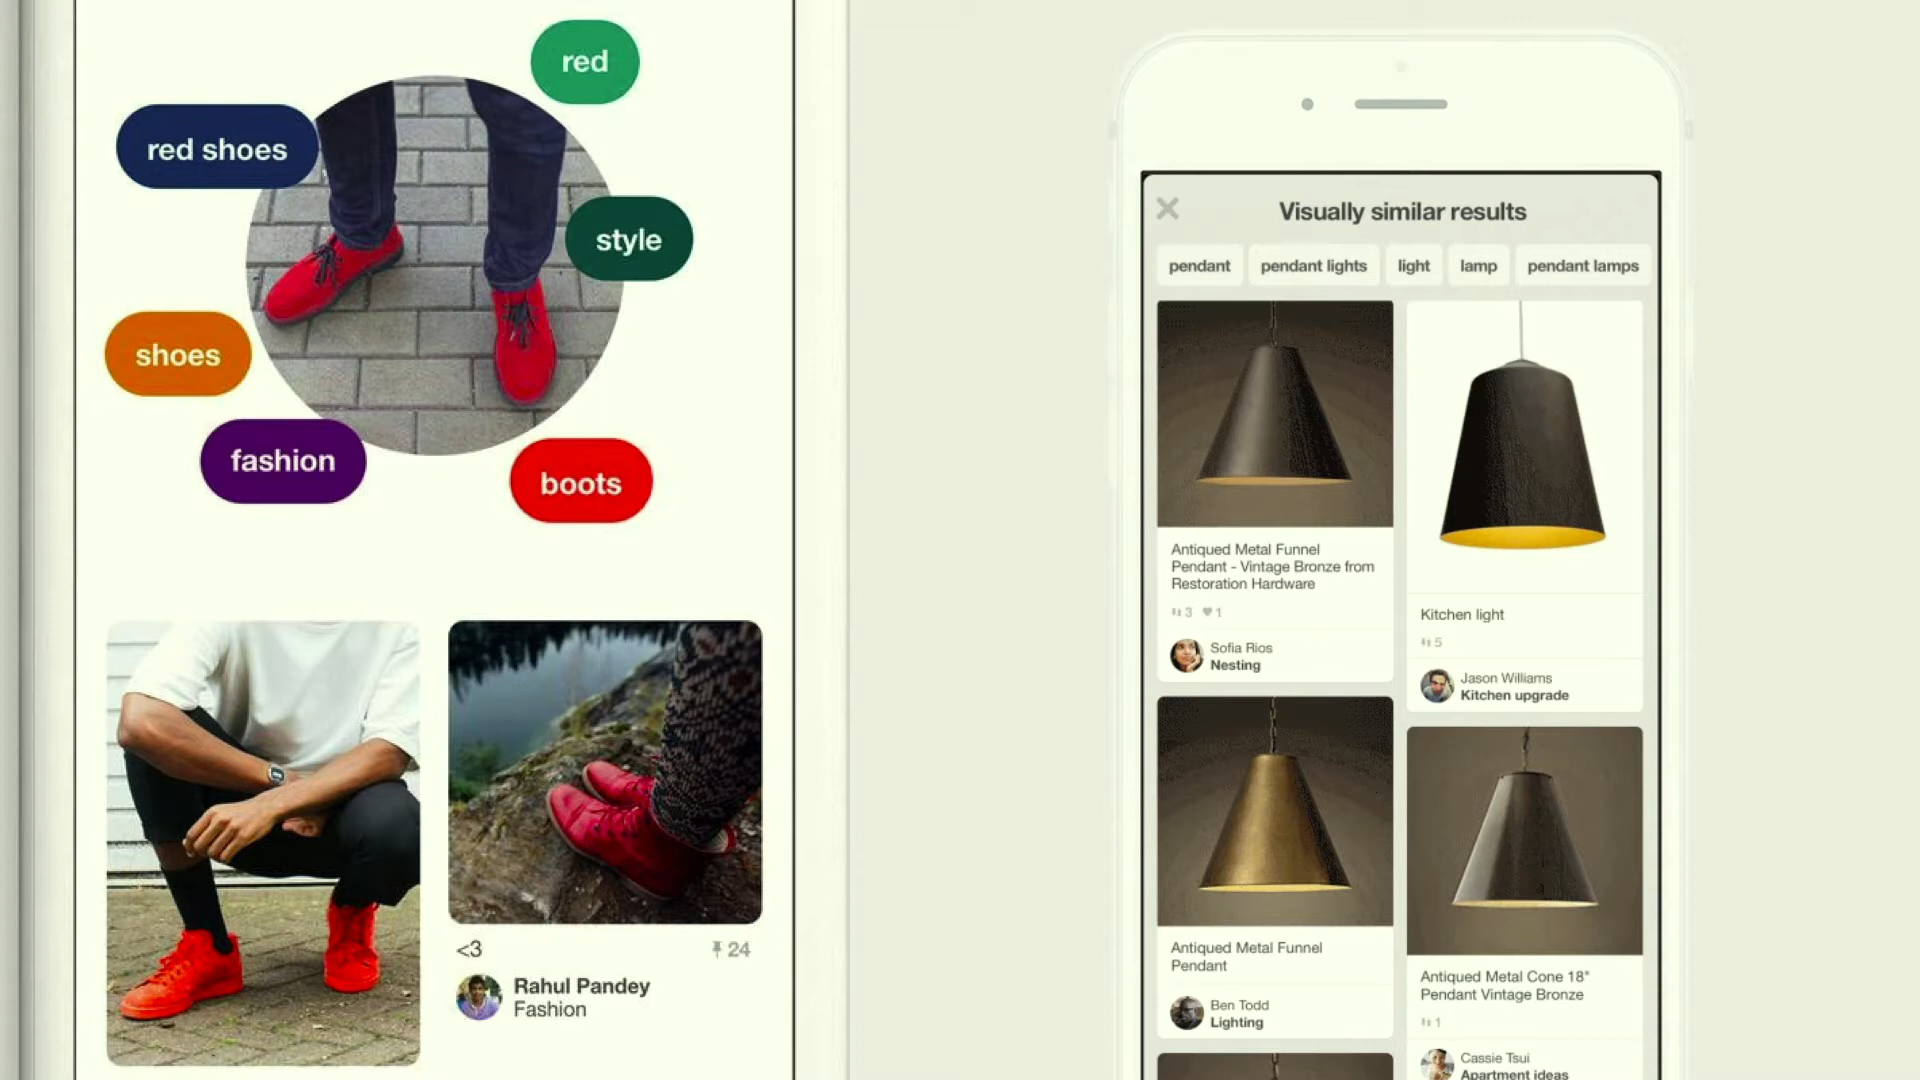 red
red shoes
style
shoes
fashion
boots
<3
24
Rahul Pandey
Fashion
Visually similar results
pendant
pendant lights
light
lamp
pendant lamps
Antiqued Metal Funnel
Pendant - Vintage Bronze from
Restoration Hardware
3 1
Sofia Rios
Nesting
Kitchen light
5
Jason Williams
Kitchen upgrade
Antiqued Metal Funnel
Pendant
Ben Todd
Lighting
Antiqued Metal Cone 18"
Pendant Vintage Bronze
1
Cassie Tsui
Apartment ideas